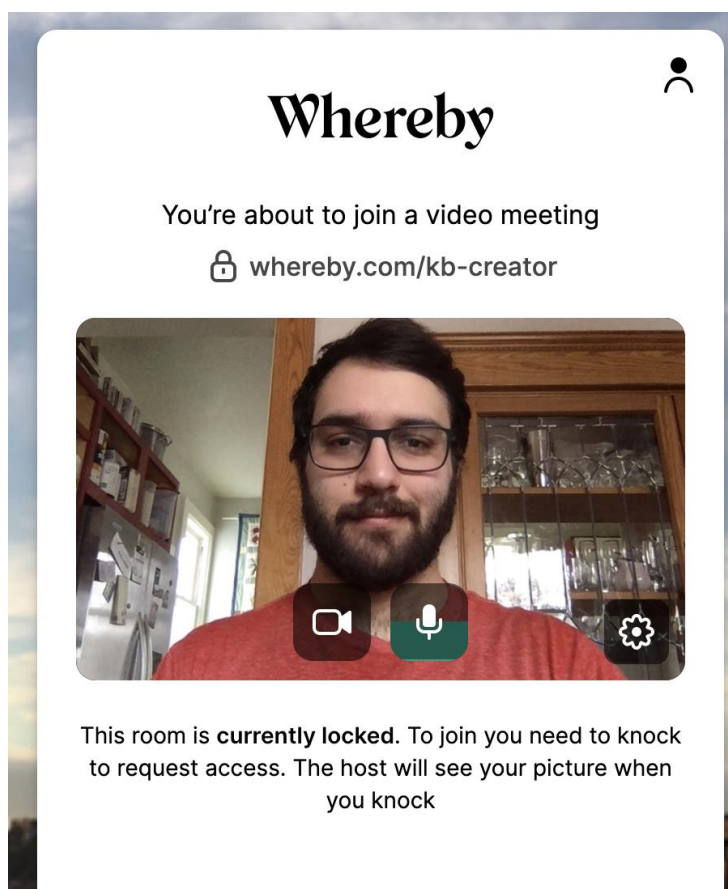 Whereby
You’re about to join a video meeting
whereby.com/kb-creator
This room is currently locked. To join you need to knock
to request access. The host will see your picture when
you knock